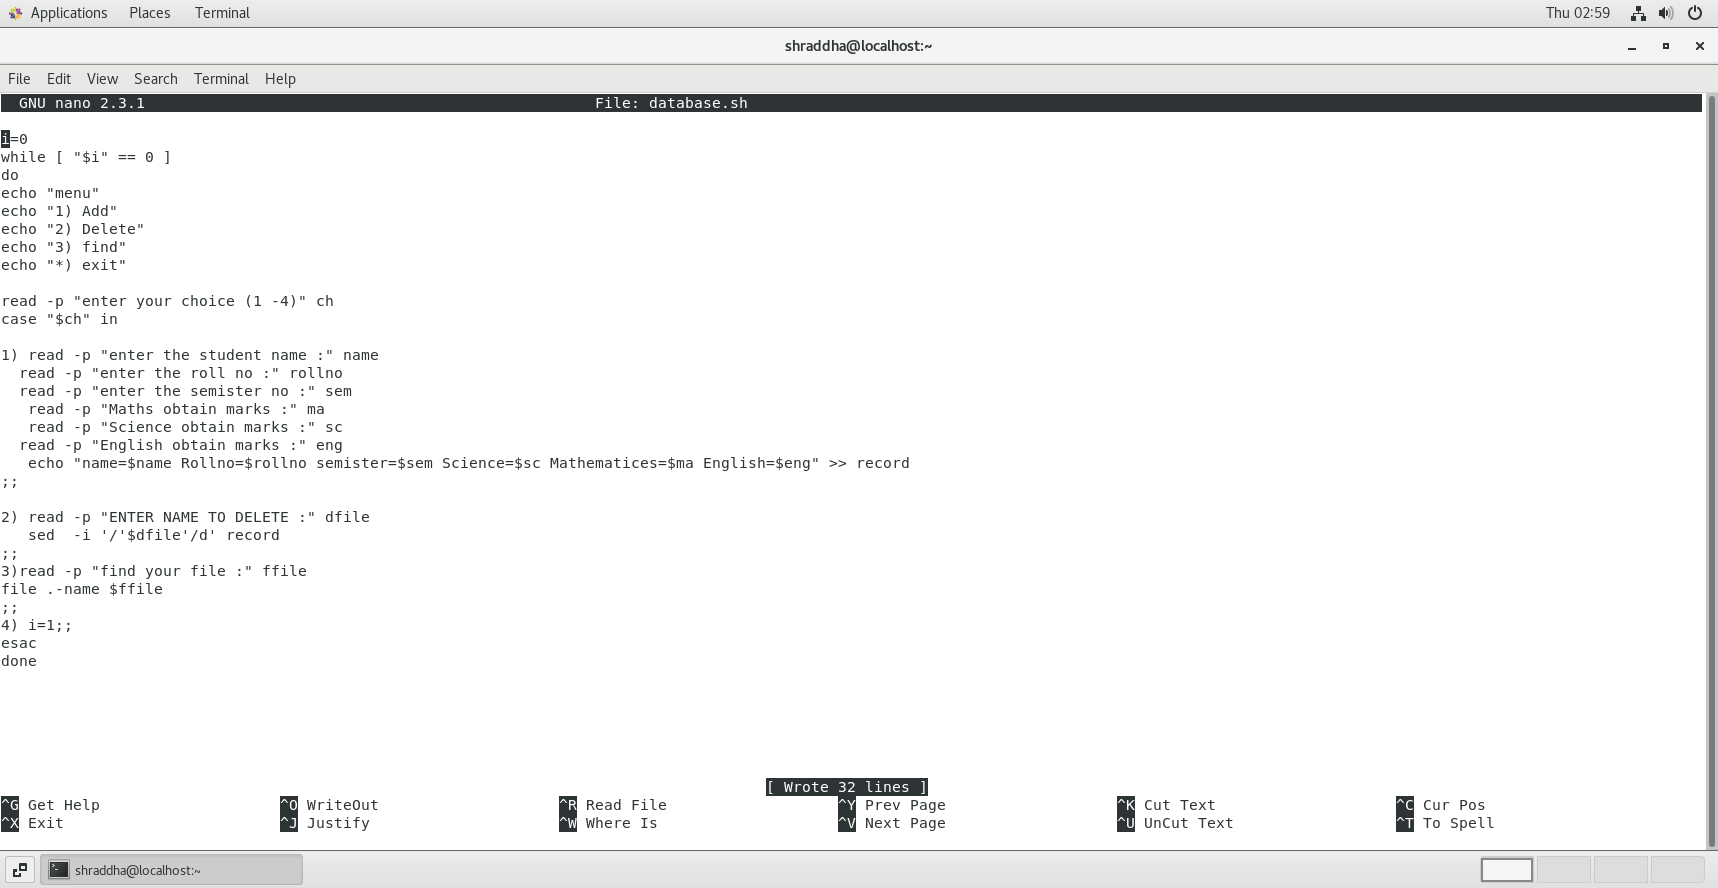 Applications Places Terminal Thu 02:59
shraddha@localhost:~
File Edit View Search Terminal Help
GNU nano 2.3.1 File: database.sh
i=0
while [ "$i" == 0 ]
do
echo "menu"
echo "1) Add"
echo "2) Delete"
echo "3) find"
echo "*) exit"
read -p "enter your choice (1 -4)" ch
case "$ch" in
1) read -p "enter the student name :" name
  read -p "enter the roll no :" rollno
  read -p "enter the semister no :" sem
   read -p "Maths obtain marks :" ma
   read -p "Science obtain marks :" sc
  read -p "English obtain marks :" eng
   echo "name=$name Rollno=$rollno semister=$sem Science=$sc Mathematices=$ma English=$eng" >> record
;;
2) read -p "ENTER NAME TO DELETE :" dfile
   sed  -i '/'$dfile'/d' record
;;
3)read -p "find your file :" ffile
file .-name $ffile
;;
4) i=1;;
esac
done
[ Wrote 32 lines ]
^G Get Help ^O WriteOut ^R Read File ^Y Prev Page ^K Cut Text ^C Cur Pos
^X Exit ^J Justify ^W Where Is ^V Next Page ^U UnCut Text ^T To Spell
shraddha@localhost:~